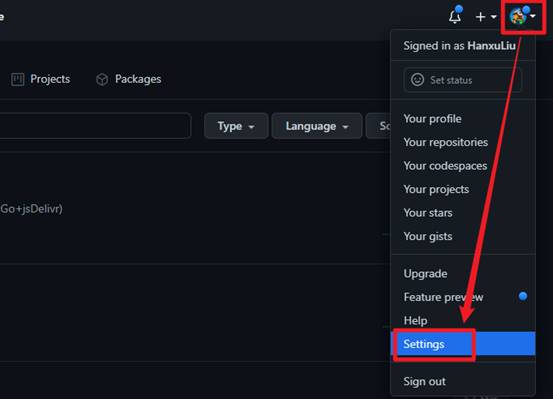 e
Signed in as HanxuLiu
Set status
Projects
Packages
Your profile
Type
Language
Your repositories
Your codespaces
Your projects
Go+jsDelivr)
Your stars
Your gists
Upgrade
Feature preview
Help
Settings
Sign out